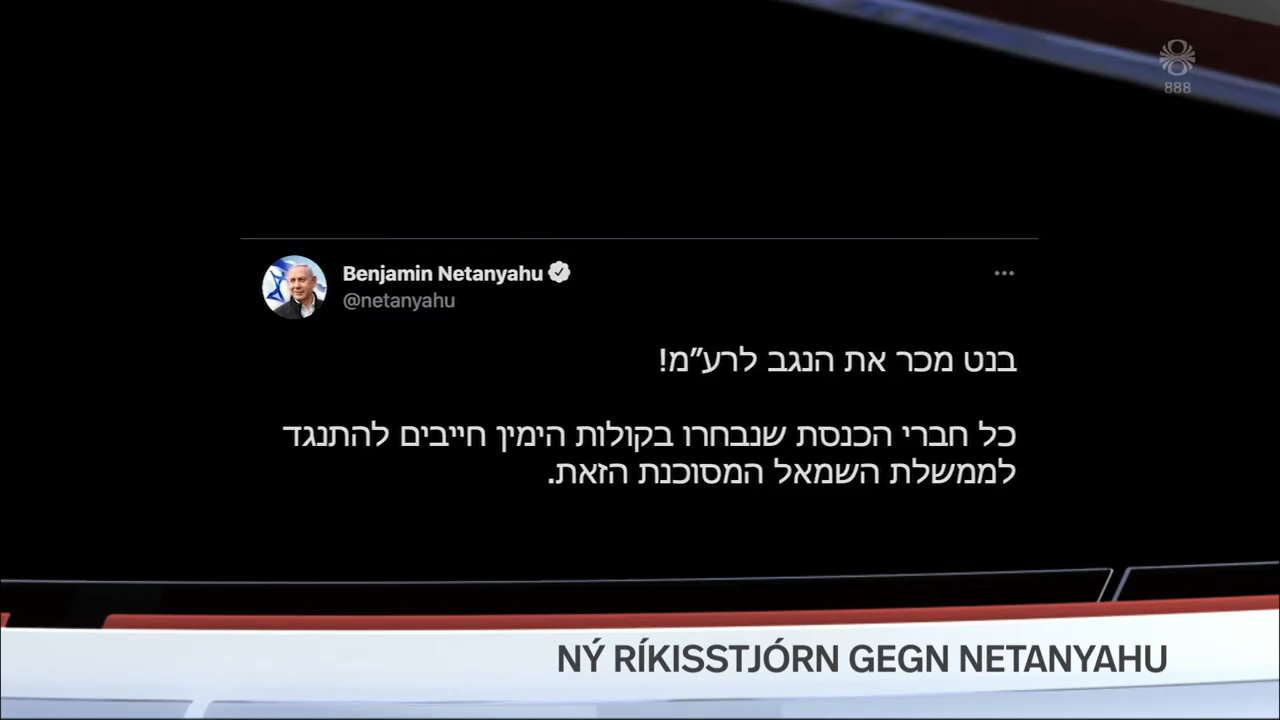 888
Benjamin Netanyahu
@netanyahu
בנט מכר את הנגב לרע״מ!
כל חברי הכנסת שנבחרו בקולות הימין חייבים להתנגד
לממשלת השמאל המסוכנת הזאת.
NÝ RÍKISSTJÓRN GEGN NETANYAHU